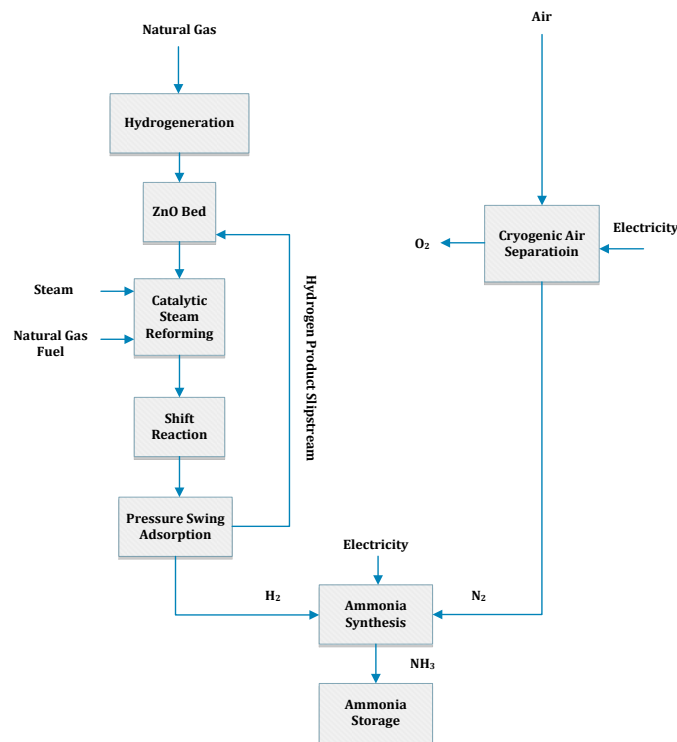 Natural Gas
Air
Hydrogeneration
ZnO Bed
Cryogenic Air
Separatioin
Electricity
O₂
Hydrogen Product Slipstream
Steam
Catalytic
Steam
Reforming
Natural Gas
Fuel
Shift
Reaction
Pressure Swing
Adsorption
Electricity
H₂
Ammonia
Synthesis
N₂
NH₃
Ammonia
Storage